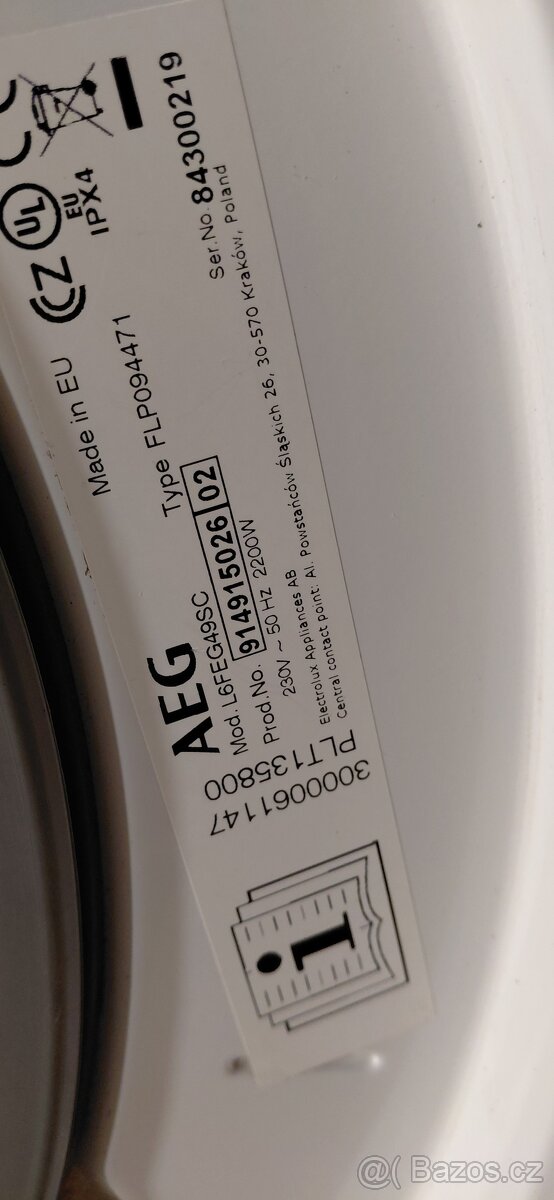 Made in EU
EU
IPX4
UL
AEG
Type FLP094471
Mod. L6FEG49SC
Prod.No. 914915026 02
Ser.No. 84300219
230V ~ 50 Hz 2200W
Electrolux Appliances AB
Central contact point: Al. Powstańców Śląskich 26, 30-570 Kraków, Poland
PLT135800
3000061147
i
@( Bazos.cz